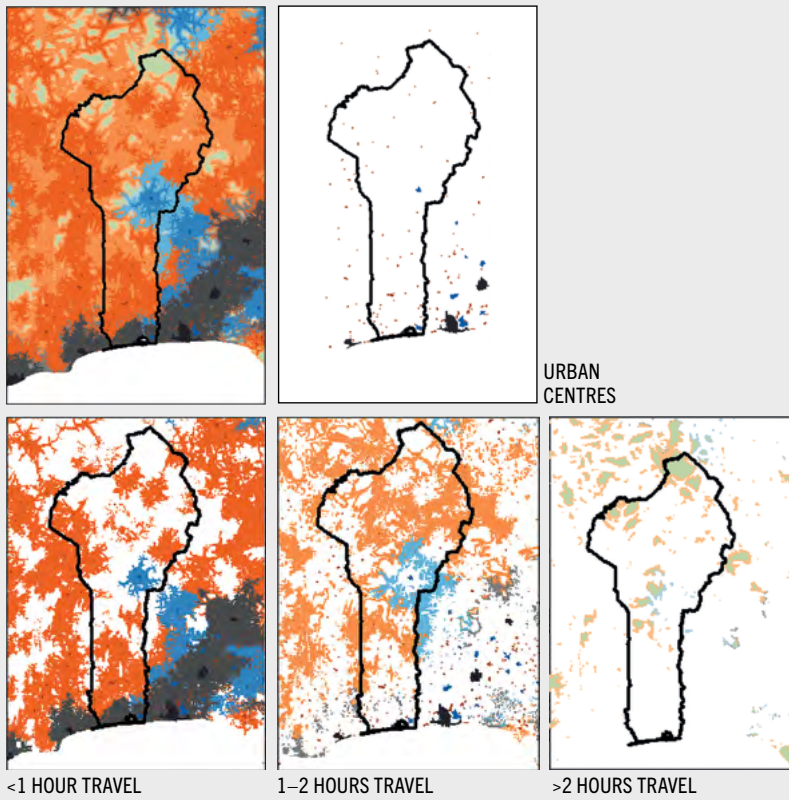 URBAN
CENTRES
<1 HOUR TRAVEL
1–2 HOURS TRAVEL
>2 HOURS TRAVEL